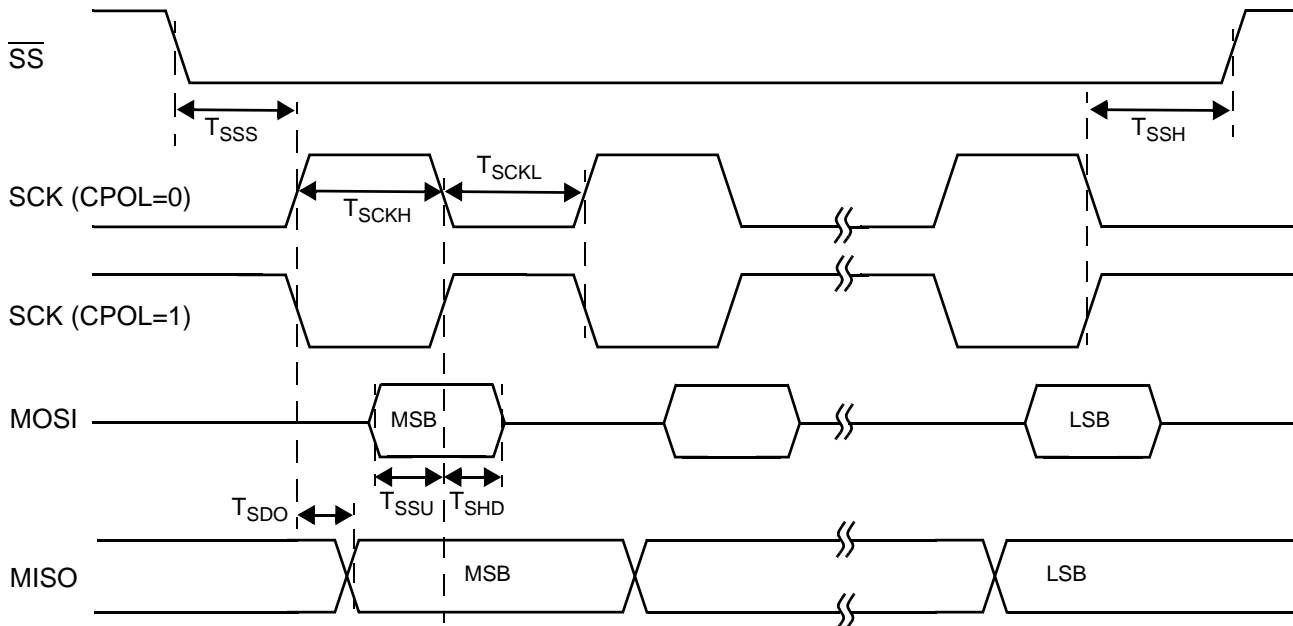 SS
TSSS
TSSH
SCK (CPOL=0)
TSCKH
TSCKL
SCK (CPOL=1)
MOSI
MSB
LSB
TSSU
TSHD
TSDO
MISO
MSB
LSB